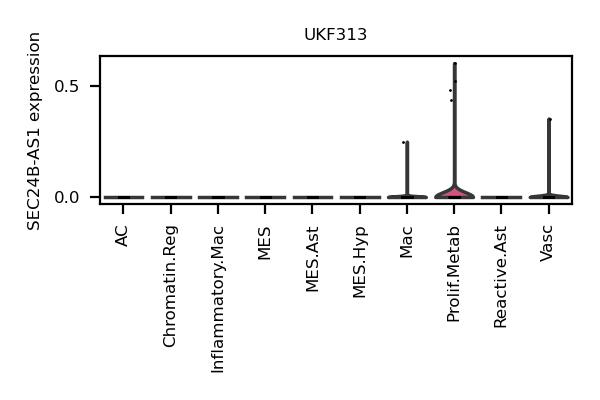 UKF313
SEC24B-AS1 expression
0.5
0.0
AC
Chromatin.Reg
Inflammatory.Mac
MES
MES.Ast
MES.Hyp
Mac
Prolif.Metab
Reactive.Ast
Vasc